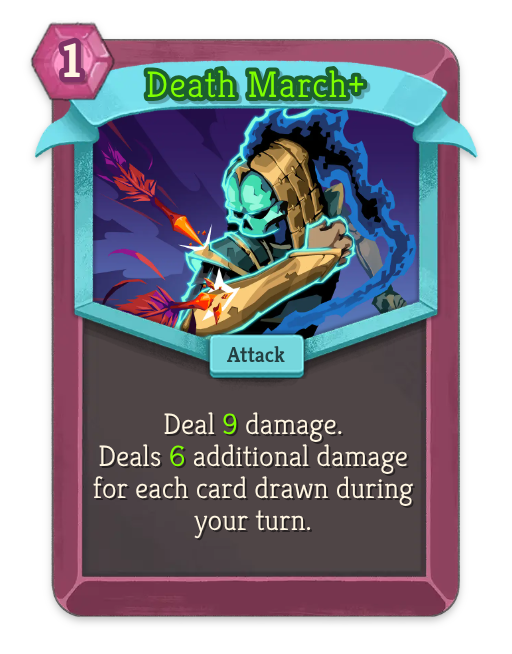 1
Death March+
Attack
Deal 9 damage.
Deals 6 additional damage
for each card drawn during
your turn.